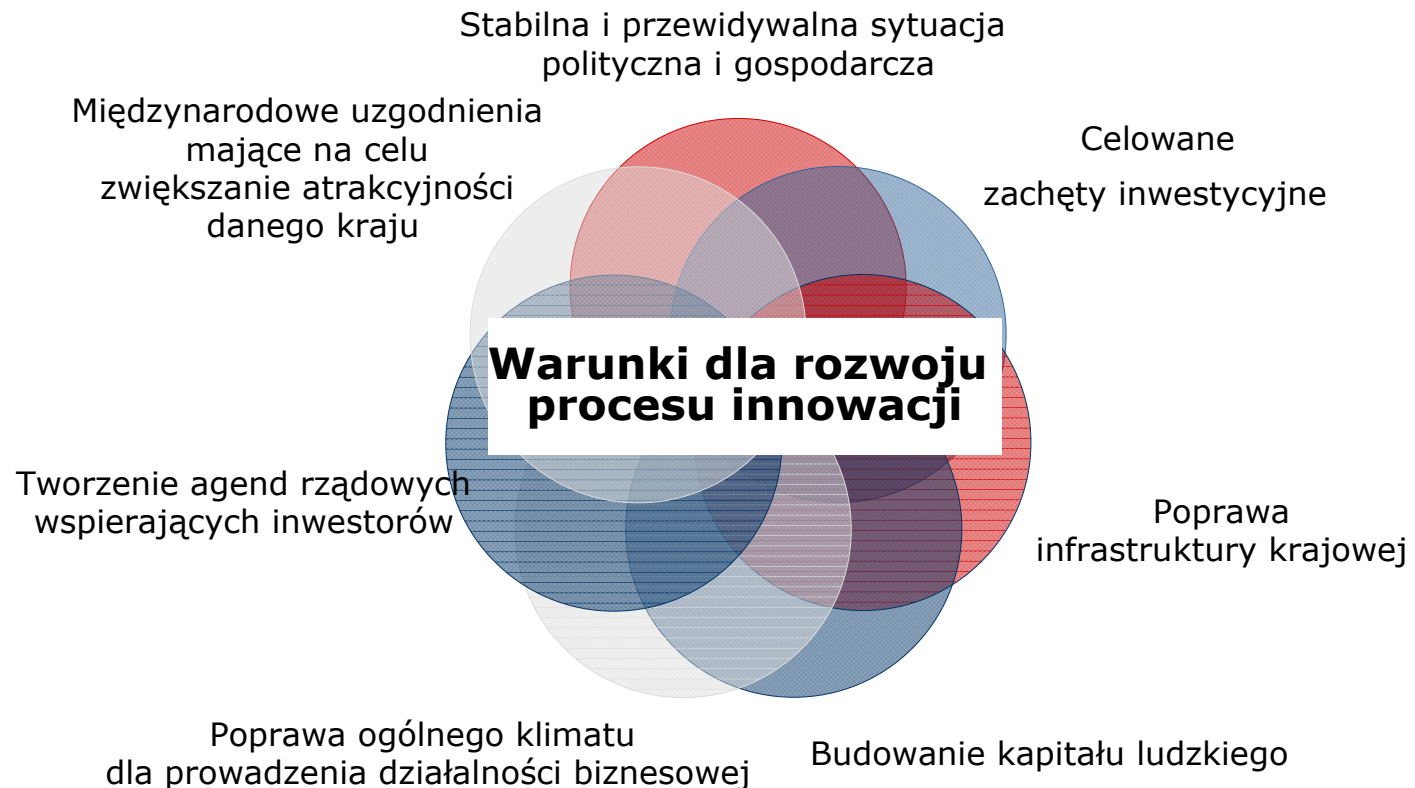 Stabilna i przewidywalna sytuacja
polityczna i gospodarcza
Międzynarodowe uzgodnienia
mające na celu
zwiększanie atrakcyjności
danego kraju
Celowane
zachęty inwestycyjne
Warunki dla rozwoju
procesu innowacji
Tworzenie agend rządowych
wspierających inwestorów
Poprawa
infrastruktury krajowej
Poprawa ogólnego klimatu
dla prowadzenia działalności biznesowej
Budowanie kapitału ludzkiego